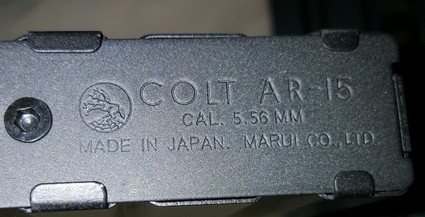 COLT AR-15
CAL. 5.56 MM
MADE IN JAPAN. MARUI CO., LTD